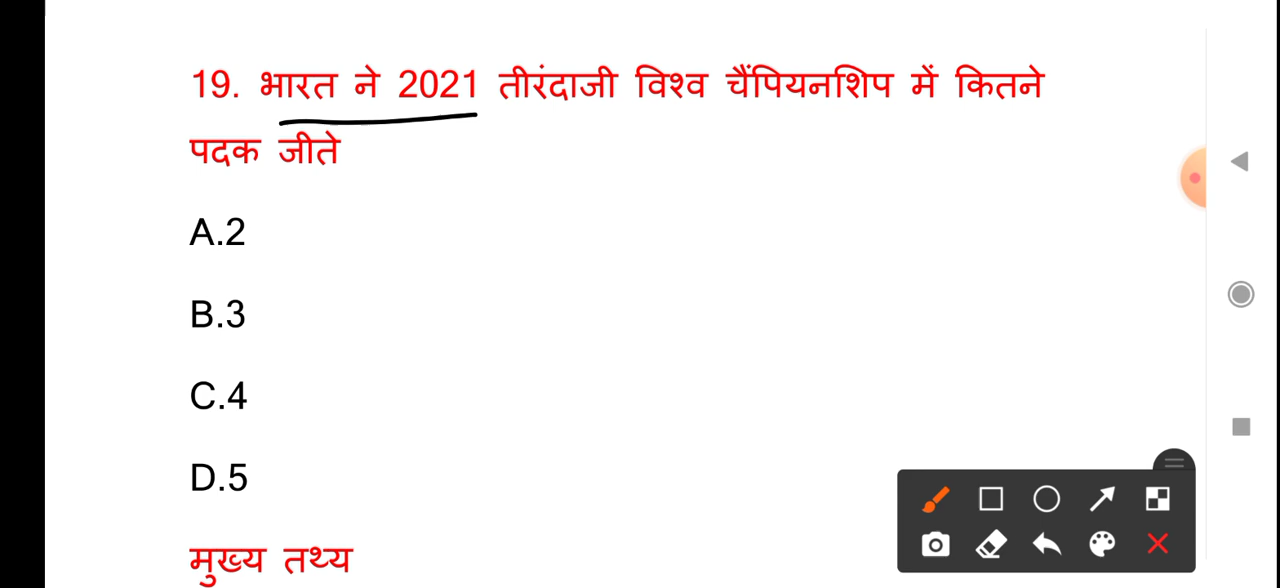 19. भारत ने 2021 तीरंदाजी विश्व चैंपियनशिप में कितने
पदक जीते
A.2
B.3
C.4
D.5
मुख्य तथ्य